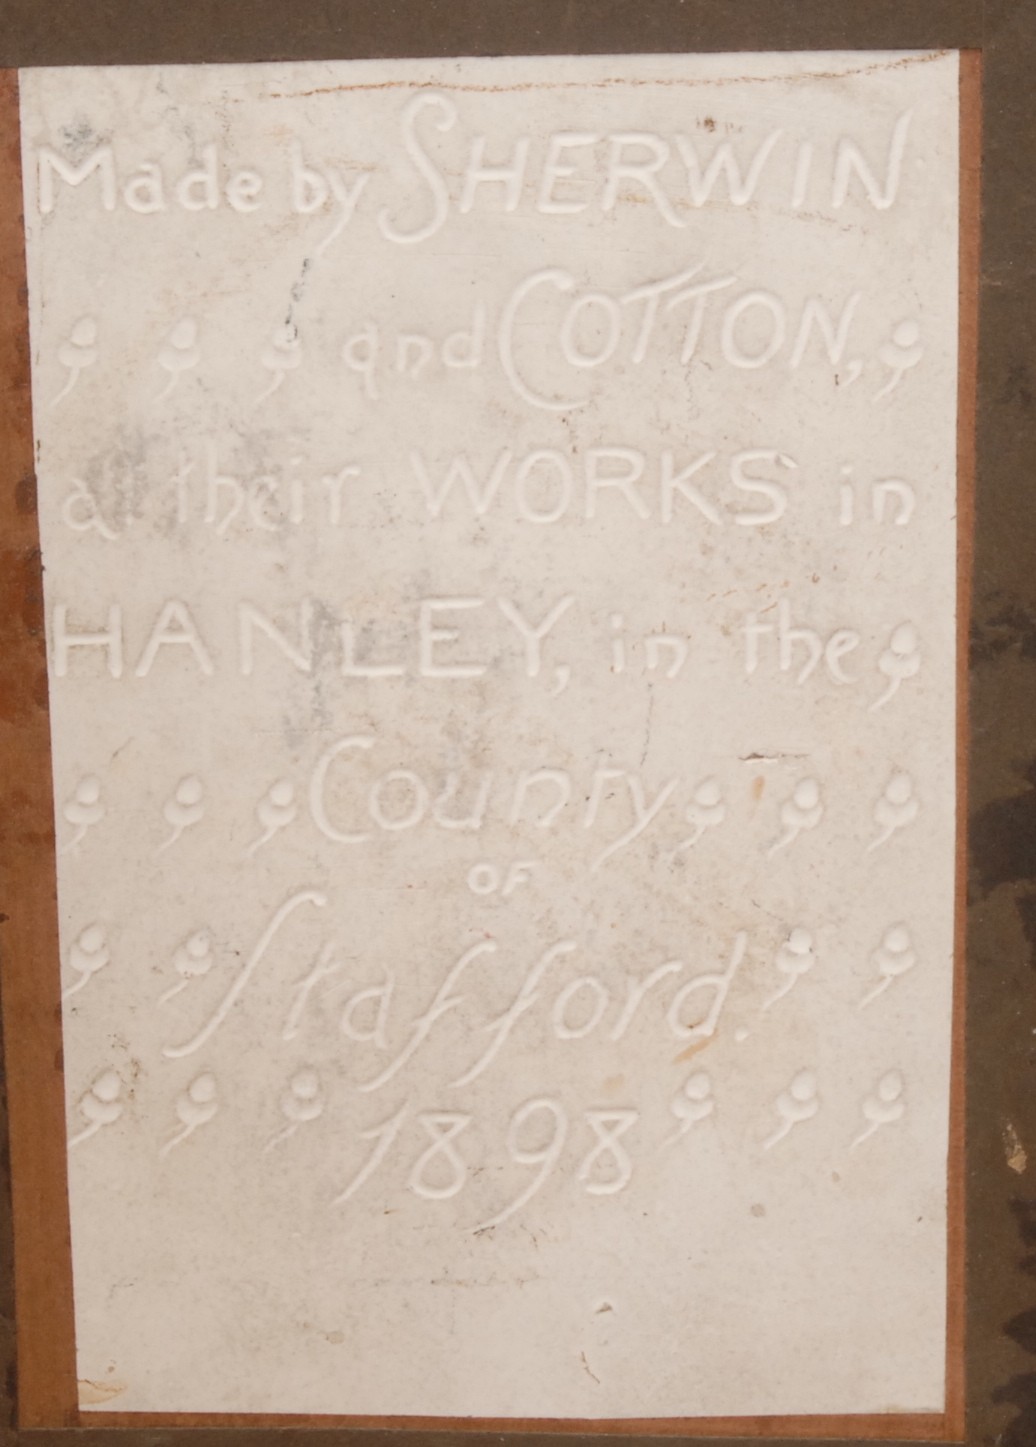 Made by SHERWIN
and COTTON,
at their WORKS in
HANLEY, in the
County
OF
Stafford.
1898